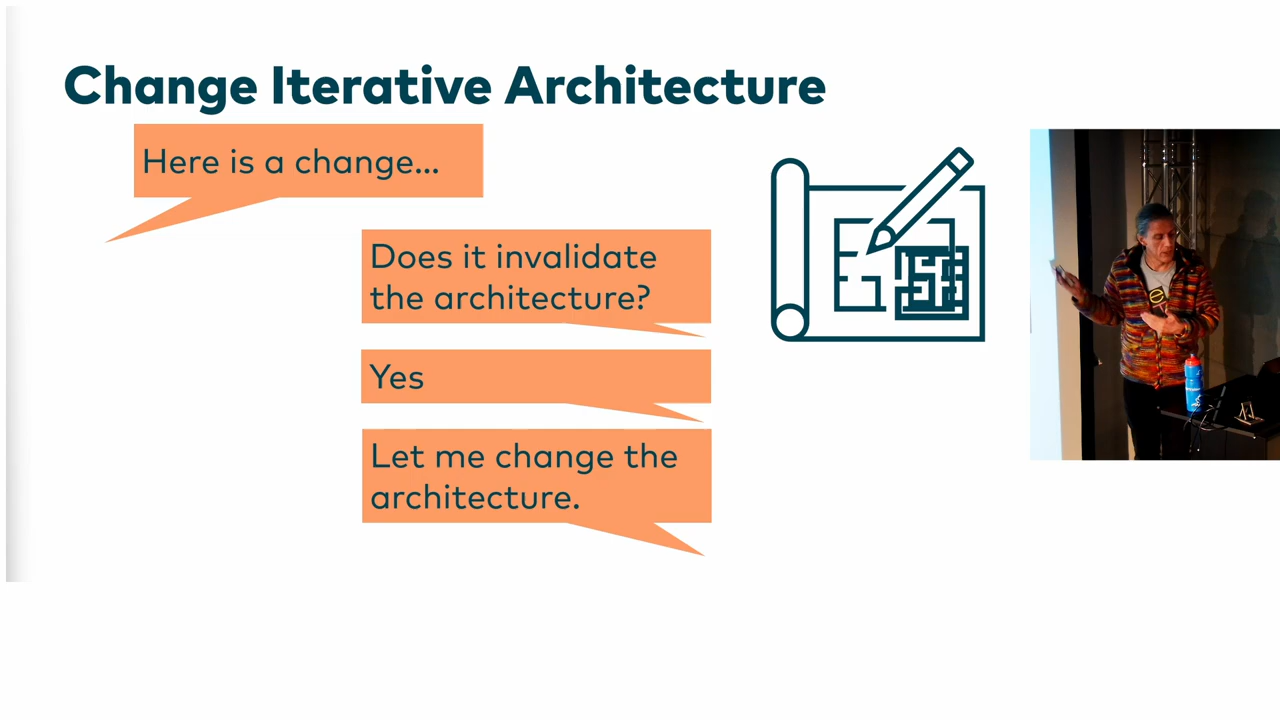 Change Iterative Architecture
Here is a change...
Does it invalidate
the architecture?
Yes
Let me change the
architecture.